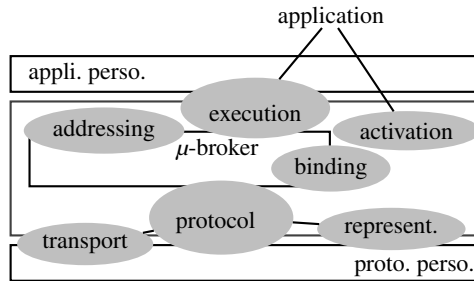 application
appli. perso.
execution
addressing
activation
μ-broker
binding
protocol
represent.
transport
proto. perso.